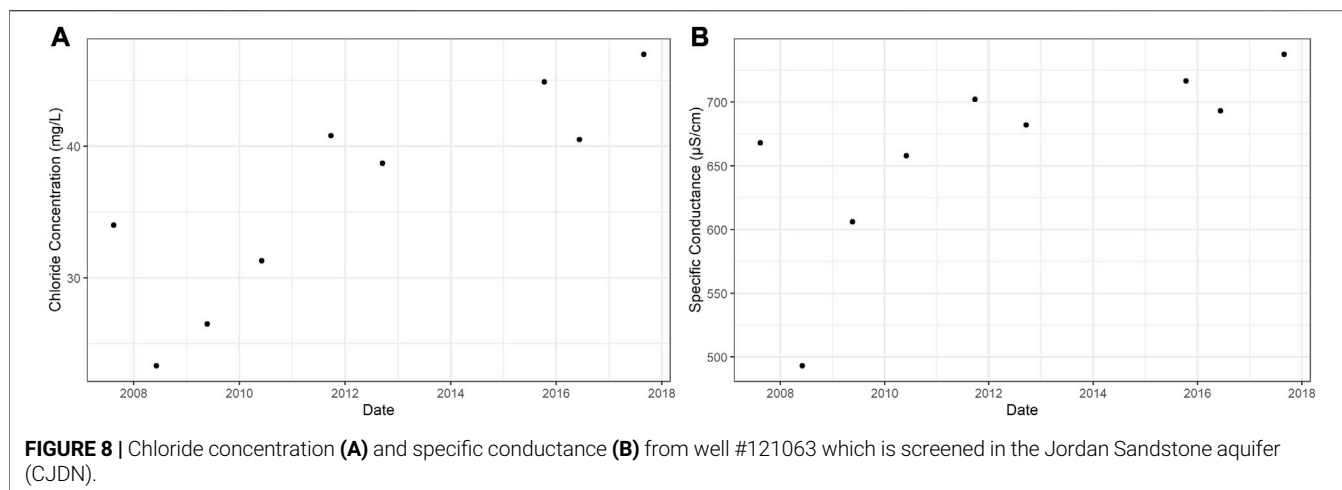 A
Chloride Concentration (mg/L)
40
30
2008 2010 2012 2014 2016 2018
Date
B
Specific Conductance (µS/cm)
700
650
600
550
500
2008 2010 2012 2014 2016 2018
Date
FIGURE 8 | Chloride concentration (A) and specific conductance (B) from well #121063 which is screened in the Jordan Sandstone aquifer
(CJDN).